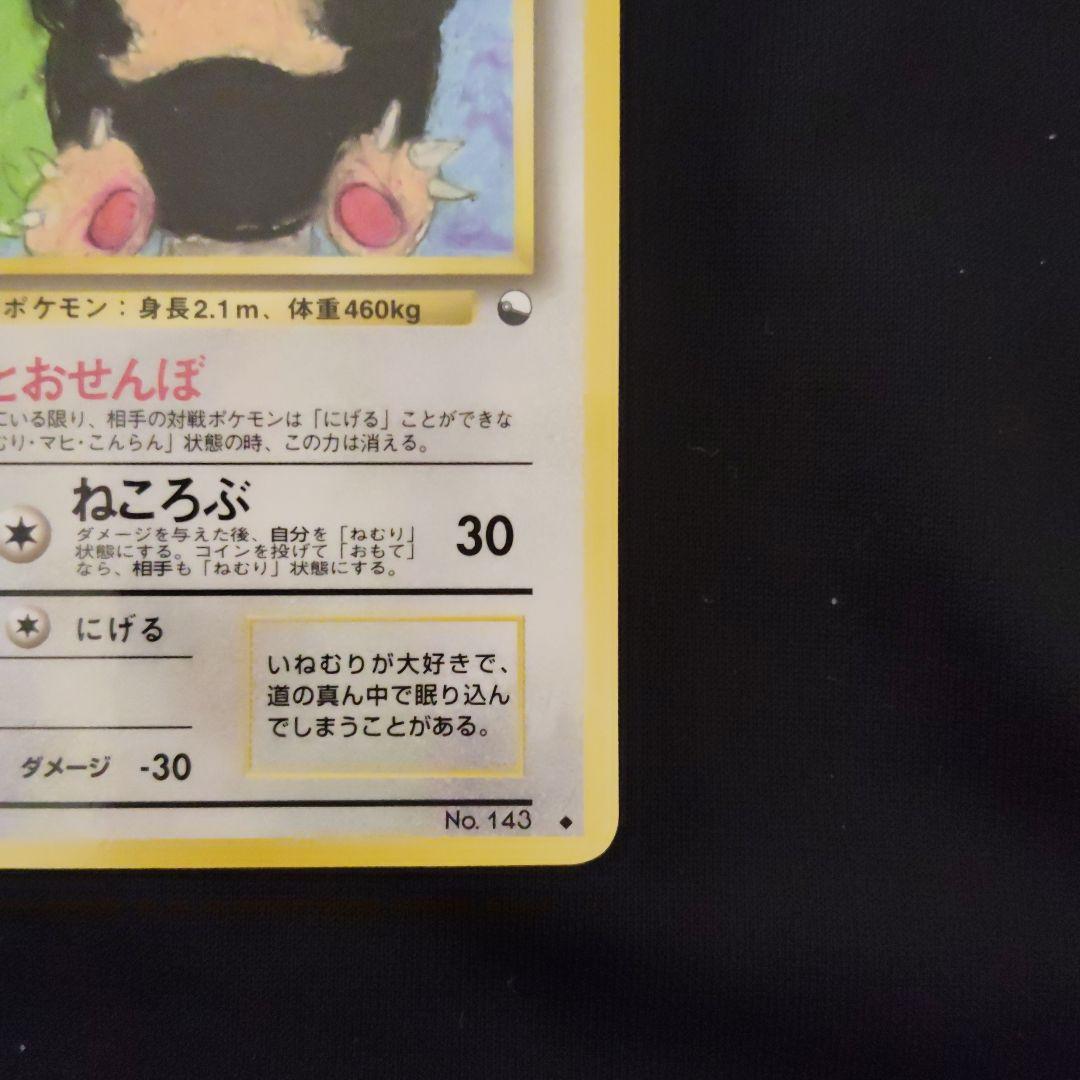 ポケモン：身長2.1m、体重460kg
とおせんぼ
にいる限り、相手の対戦ポケモンは「にげる」ことができな
むり・マヒ・こんらん」状態の時、この力は消える。
ねころぶ
ダメージを与えた後、自分を「ねむり」
状態にする。コインを投げて「おもて」
なら、相手も「ねむり」状態にする。
30
にげる
いねむりが大好きで、
道の真ん中で眠り込ん
でしまうことがある。
ダメージ -30
No. 143